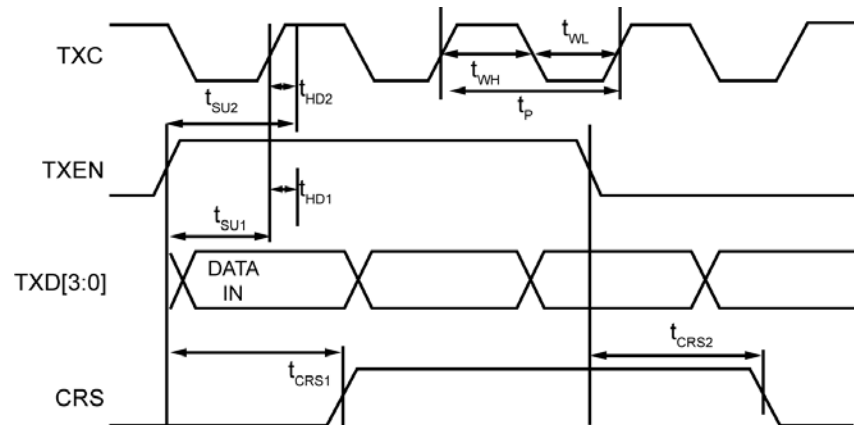 TXC
t_WL
t_WH
t_HD2
t_SU2
t_P
TXEN
t_HD1
t_SU1
TXD[3:0]
DATA
IN
t_CRS2
t_CRS1
CRS